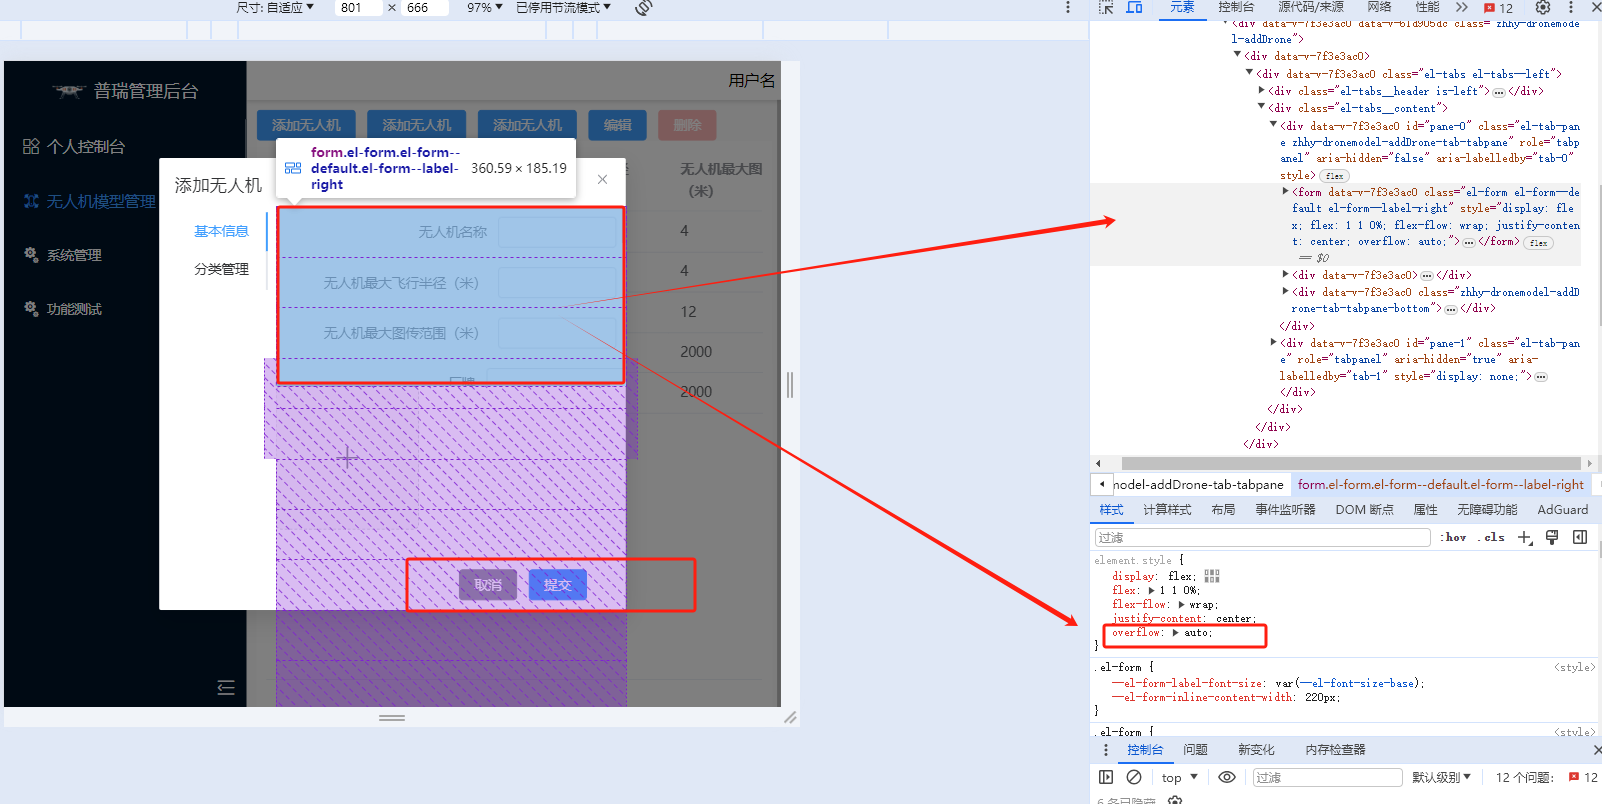 尺寸: 自适应 ▼ 801 × 666 97% ▼ 已停用节流模式 ▼
普瑞管理后台
个人控制台
无人机模型管理
系统管理
功能测试
用户名
添加无人机 添加无人机 添加无人机 编辑 删除
无人机最大图
（米）
4
4
12
2000
2000
添加无人机
form.el-form.el-form--
default.el-form--label-
right
360.59 × 185.19
基本信息
分类管理
无人机名称
无人机最大飞行半径（米）
无人机最大图传范围（米）
取消 提交
元素 控制台 源代码/来源 网络 性能 12
<div data-v-7f3e3ac0 data-v-61d905dc class="zhhy-dronemodel-addDrone">
<div data-v-7f3e3ac0>
<div data-v-7f3e3ac0 class="el-tabs el-tabs--left">
<div class="el-tabs__header is-left">…</div>
<div class="el-tabs__content">
<div data-v-7f3e3ac0 id="pane-0" class="el-tab-pan
e zhhy-dronemodel-addDrone-tab-tabpane" role="tabp
anel" aria-hidden="false" aria-labelledby="tab-0"
style> flex
<form data-v-7f3e3ac0 class="el-form el-form--de
fault el-form--label-right" style="display: fle
x; flex: 1 1 0%; flex-flow: wrap; justify-conten
t: center; overflow: auto;">…</form> flex
== $0
<div data-v-7f3e3ac0>…</div>
<div data-v-7f3e3ac0 class="zhhy-dronemodel-addD
rone-tab-tabpane-bottom">…</div>
</div>
<div data-v-7f3e3ac0 id="pane-1" class="el-tab-pan
e" role="tabpanel" aria-hidden="true" aria-
labelledby="tab-1" style="display: none;">…
</div>
</div>
</div>
</div>
model-addDrone-tab-tabpane form.el-form.el-form--default.el-form--label-right
样式 计算样式 布局 事件监听器 DOM 断点 属性 无障碍功能 AdGuard
过滤 :hov .cls
element.style {
display: flex;
flex: 1 1 0%;
flex-flow: wrap;
justify-content: center;
overflow: auto;
}
.el-form { <style>
--el-form-label-font-size: var(--el-font-size-base);
--el-form-inline-content-width: 220px;
}
.el-form { <style>
控制台 问题 新变化 内存检查器
top ▼ 过滤 默认级别 ▼ 12 个问题: 12
6 条已隐藏